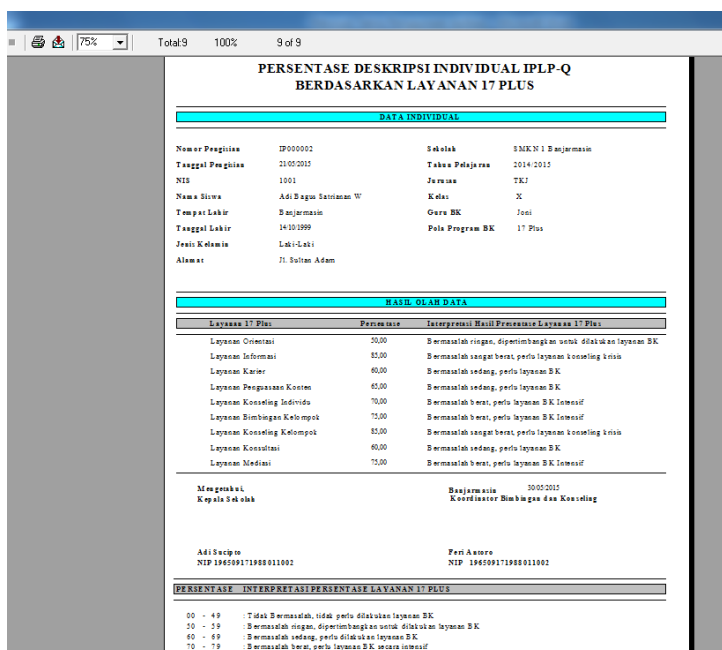 75% Total:9 100% 9 of 9
PERSENTASE DESKRIPSI INDIVIDUAL IPLP-Q
BERDASARKAN LAYANAN 17 PLUS
DATA INDIVIDUAL
Nomor Pengisian IP000002 Sekolah SMKN 1 Banjarmasin
Tanggal Pengisian 21/05/2015 Tahun Pelajaran 2014/2015
NIS 1001 Jurusan TKJ
Nama Siswa Adi Bagus Satrianan W Kelas X
Tempat Lahir Banjarmasin Guru BK Joni
Tanggal Lahir 14/10/1999 Pola Program BK 17 Plus
Jenis Kelamin Laki-Laki
Alamat Jl. Sultan Adam
HASIL OLAH DATA
Layanan 17 Plus Persentase Interpretasi Hasil Presentase Layanan 17 Plus
Layanan Orientasi 50,00 Bermasalah ringan, dipertimbangkan untuk dilakukan layanan BK
Layanan Informasi 85,00 Bermasalah sangat berat, perlu layanan konseling krisis
Layanan Karier 60,00 Bermasalah sedang, perlu layanan BK
Layanan Penguasaan Konten 65,00 Bermasalah sedang, perlu layanan BK
Layanan Konseling Individu 70,00 Bermasalah berat, perlu layanan BK Intensif
Layanan Bimbingan Kelompok 75,00 Bermasalah berat, perlu layanan BK Intensif
Layanan Konseling Kelompok 85,00 Bermasalah sangat berat, perlu layanan konseling krisis
Layanan Konsultasi 60,00 Bermasalah sedang, perlu layanan BK
Layanan Mediasi 75,00 Bermasalah berat, perlu layanan BK Intensif
Mengetahui, Banjarmasin 30/05/2015
Kepala Sekolah Koordinator Bimbingan dan Konseling
Adi Sucipto Feri Antoro
NIP 196509171988011002 NIP 196509171988011002
PERSENTASE INTERPRETASI PERSENTASE LAYANAN 17 PLUS
00 - 49 : Tidak Bermasalah, tidak perlu dilakukan layanan BK
50 - 59 : Bermasalah ringan, dipertimbangkan untuk dilakukan layanan BK
60 - 69 : Bermasalah sedang, perlu dilakukan layanan BK
70 - 79 : Bermasalah berat, perlu layanan BK secara intensif